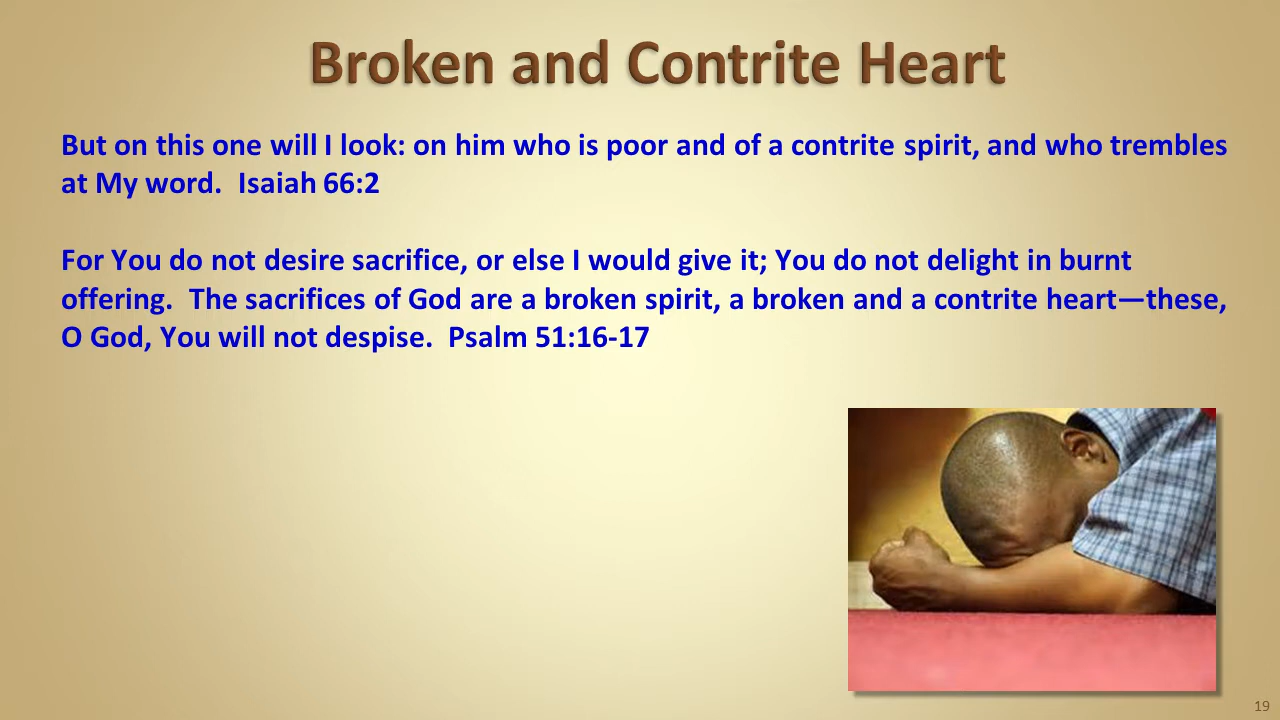 Broken and Contrite Heart
But on this one will I look: on him who is poor and of a contrite spirit, and who trembles
at My word.  Isaiah 66:2
For You do not desire sacrifice, or else I would give it; You do not delight in burnt
offering.  The sacrifices of God are a broken spirit, a broken and a contrite heart—these,
O God, You will not despise.  Psalm 51:16-17
19